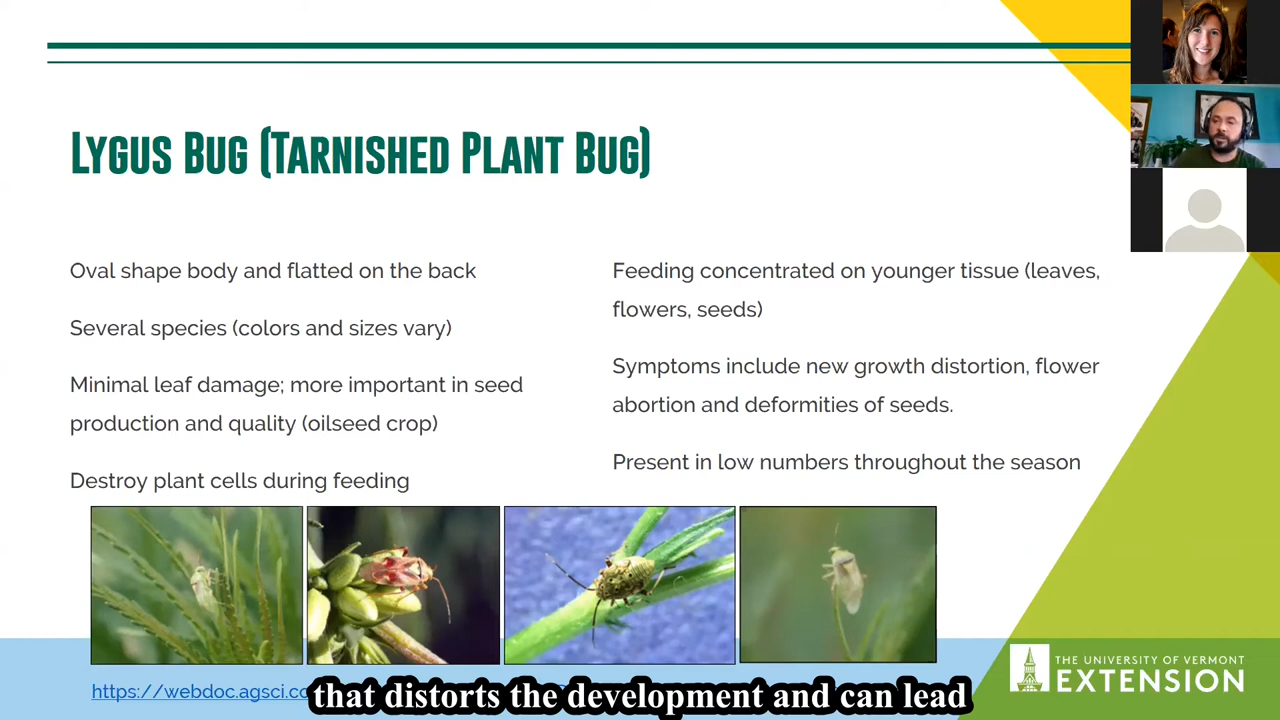 Lygus Bug (Tarnished Plant Bug)
Oval shape body and flatted on the back
Several species (colors and sizes vary)
Minimal leaf damage; more important in seed
production and quality (oilseed crop)
Destroy plant cells during feeding
Feeding concentrated on younger tissue (leaves,
flowers, seeds)
Symptoms include new growth distortion, flower
abortion and deformities of seeds.
Present in low numbers throughout the season
https://webdoc.agsci.co
that distorts the development and can lead
THE UNIVERSITY OF VERMONT
EXTENSION